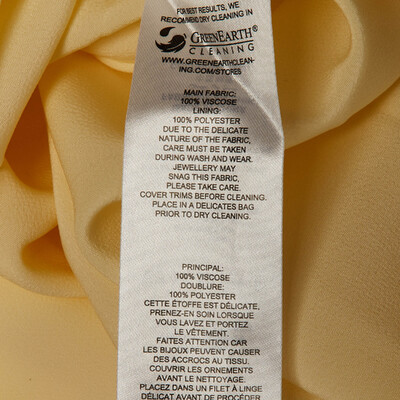 FOR BEST RESULTS, WE
RECOMMEND DRY CLEANING IN
GREENEARTH®
CLEANING
WWW.GREENEARTHCLEAN-
ING.COM/STORES
MAIN FABRIC:
100% VISCOSE
LINING:
100% POLYESTER
DUE TO THE DELICATE
NATURE OF THE FABRIC,
CARE MUST BE TAKEN
DURING WASH AND WEAR.
JEWELLERY MAY
SNAG THIS FABRIC,
PLEASE TAKE CARE.
COVER TRIMS BEFORE CLEANING.
PLACE IN A DELICATES BAG
PRIOR TO DRY CLEANING.
PRINCIPAL:
100% VISCOSE
DOUBLURE:
100% POLYESTER
CETTE ÉTOFFE EST DÉLICATE.
PRENEZ-EN SOIN LORSQUE
VOUS LAVEZ ET PORTEZ
LE VÊTEMENT.
FAITES ATTENTION CAR
LES BIJOUX PEUVENT CAUSER
DES ACCROCS AU TISSU.
COUVRIR LES ORNEMENTS
AVANT LE NETTOYAGE.
PLACEZ DANS UN FILET À LINGE
DÉLICAT AVANT DE PROCÉDER